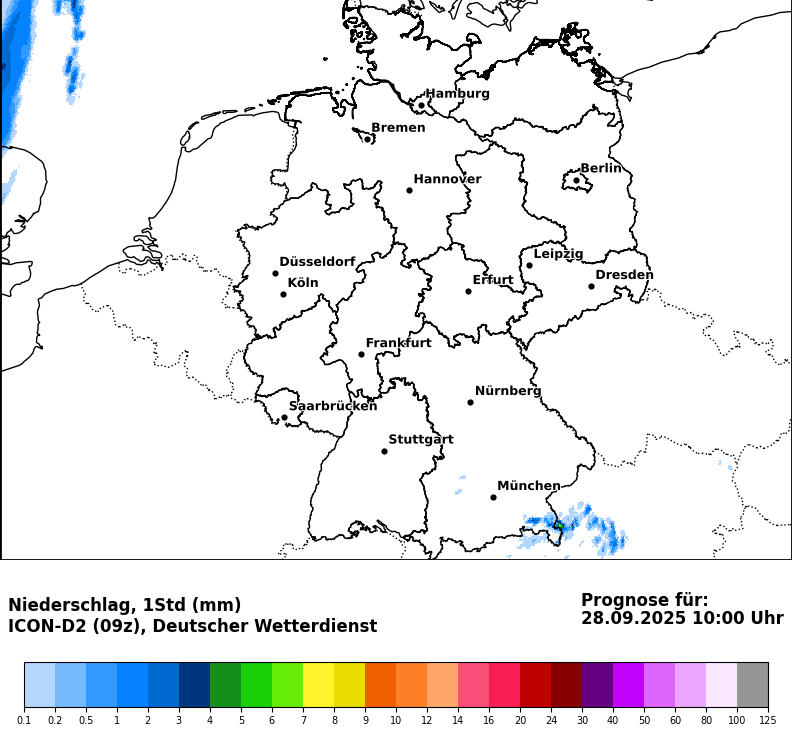 Hamburg
Bremen
Berlin
Hannover
Leipzig
Düsseldorf
Dresden
Köln
Erfurt
Frankfurt
Nürnberg
Saarbrücken
Stuttgart
München
Niederschlag, 1Std (mm)
ICON-D2 (09z), Deutscher Wetterdienst
Prognose für:
28.09.2025 10:00 Uhr
0.1 0.2 0.5 1 2 3 4 5 6 7 8 9 10 12 14 16 20 24 30 40 50 60 80 100 125